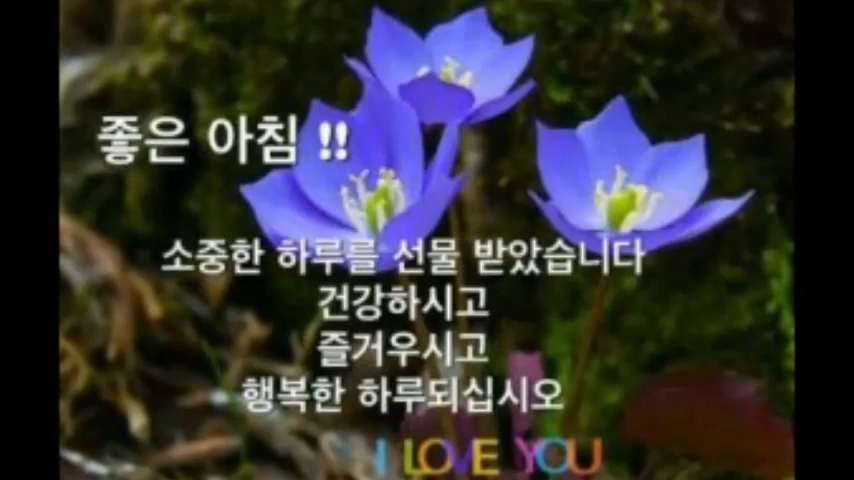 좋은 아침 !!
소중한 하루를 선물 받았습니다
건강하시고
즐거우시고
행복한 하루되십시오
I LOVE YOU